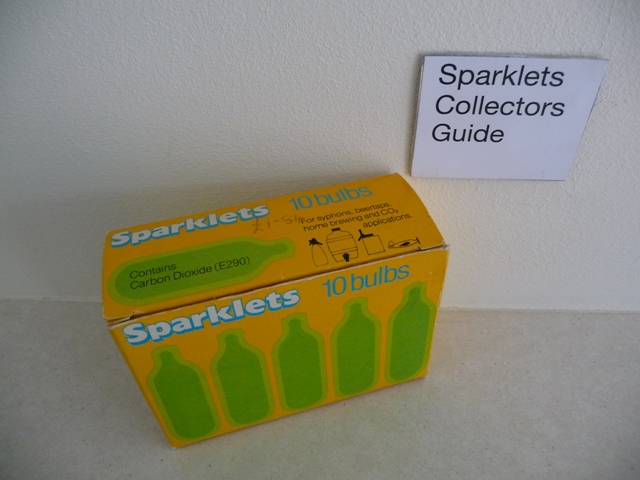 Sparklets
Collectors
Guide
Sparklets 10 bulbs
For syphons, beertaps,
home brewing and CO₂
applications.
Contains
Carbon Dioxide (E290)
Sparklets 10 bulbs